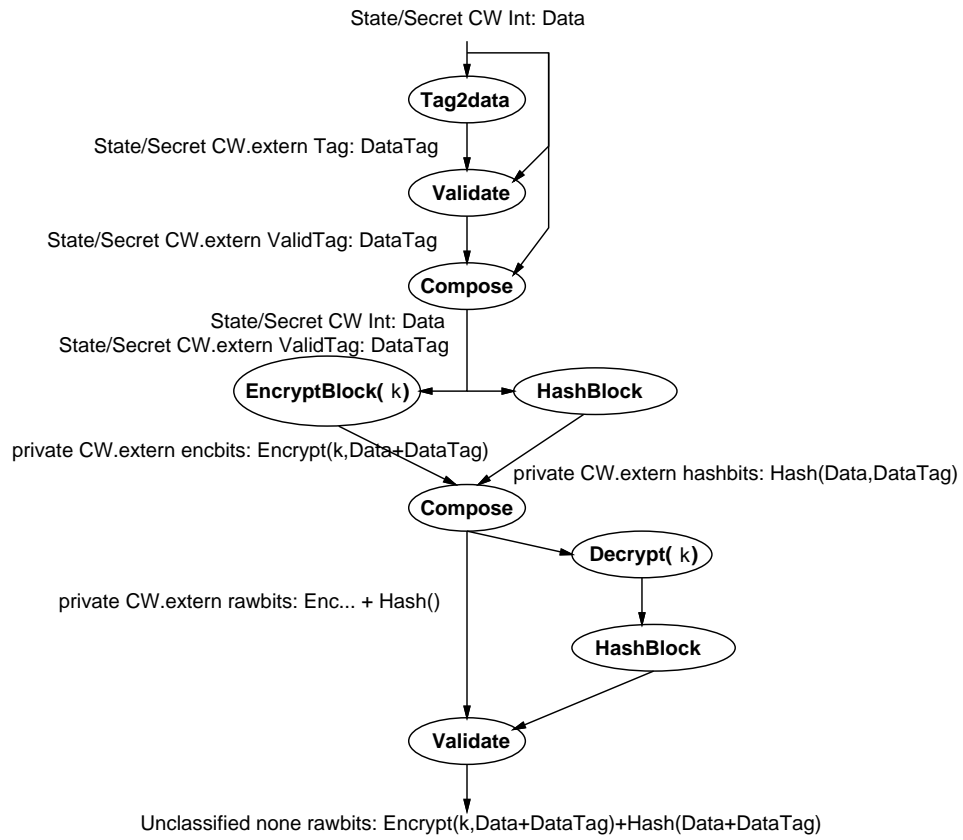 State/Secret CW Int: Data
Tag2data
State/Secret CW.extern Tag: DataTag
Validate
State/Secret CW.extern ValidTag: DataTag
Compose
State/Secret CW Int: Data
State/Secret CW.extern ValidTag: DataTag
EncryptBlock( k)
HashBlock
private CW.extern encbits: Encrypt(k,Data+DataTag)
private CW.extern hashbits: Hash(Data,DataTag)
Compose
Decrypt( k)
private CW.extern rawbits: Enc... + Hash()
HashBlock
Validate
Unclassified none rawbits: Encrypt(k,Data+DataTag)+Hash(Data+DataTag)